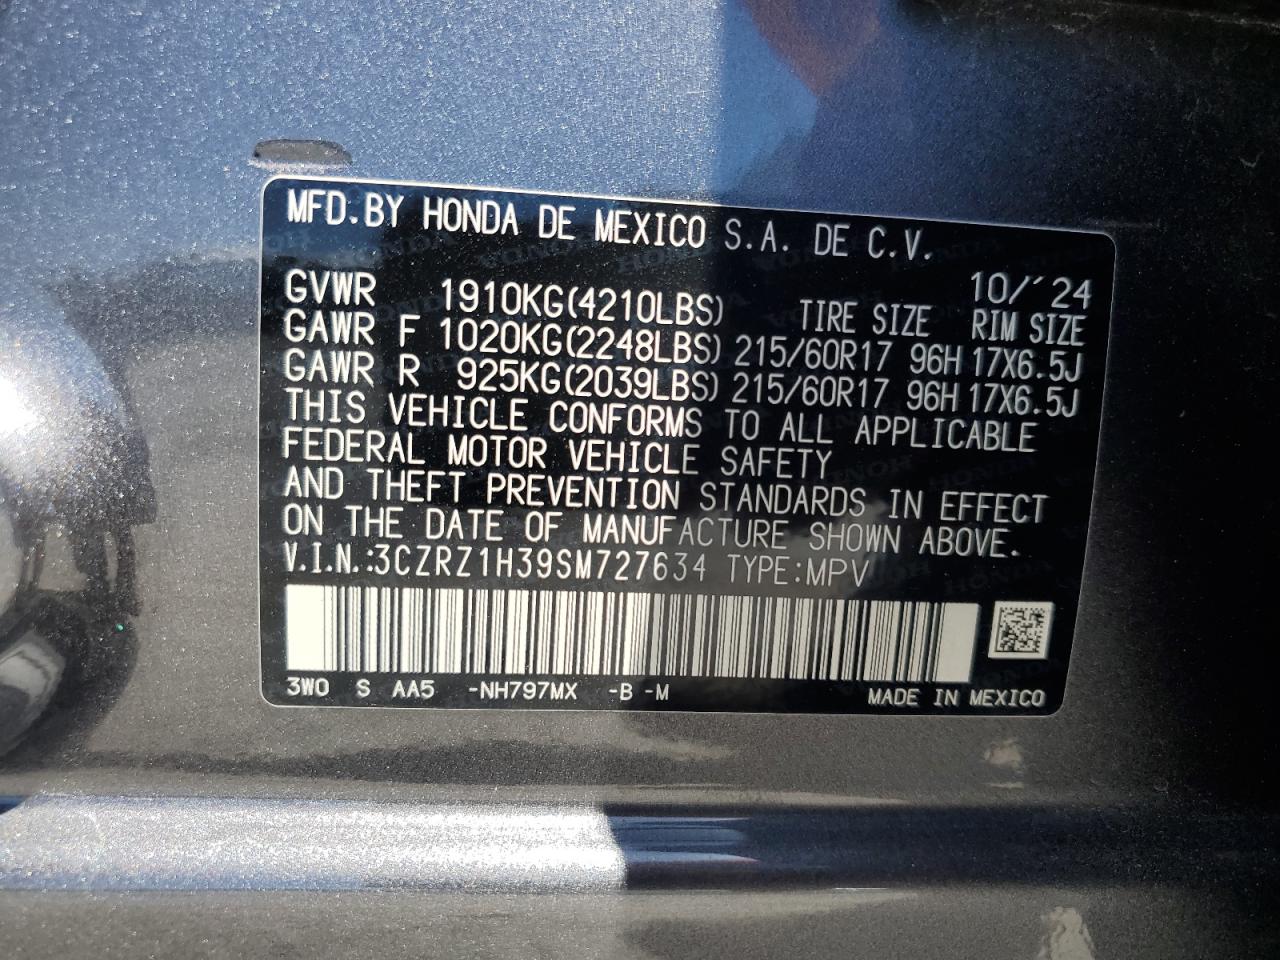 MFD.BY HONDA DE MEXICO S.A. DE C.V.
10/'24
GVWR 1910KG(4210LBS) TIRE SIZE RIM SIZE
GAWR F 1020KG(2248LBS) 215/60R17 96H 17X6.5J
GAWR R 925KG(2039LBS) 215/60R17 96H 17X6.5J
THIS VEHICLE CONFORMS TO ALL APPLICABLE
FEDERAL MOTOR VEHICLE SAFETY
AND THEFT PREVENTION STANDARDS IN EFFECT
ON THE DATE OF MANUFACTURE SHOWN ABOVE.
V.I.N.:3CZRZ1H39SM727634 TYPE:MPV
3W0 S AA5 -NH797MX -B -M MADE IN MEXICO